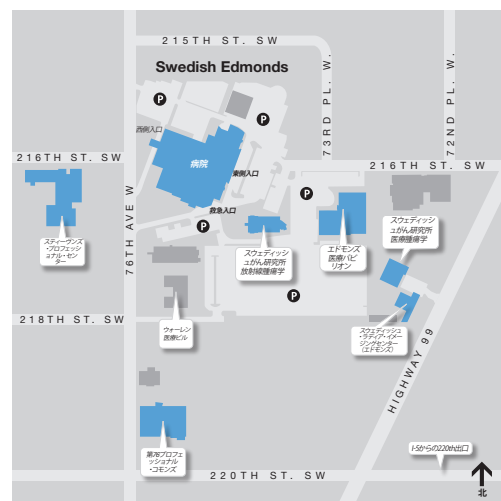 215TH ST. SW
Swedish Edmonds
P
P
73RD PL. W.
72ND PL. W.
西側入口
病院
東側入口
216TH ST. SW
216TH ST. SW
P
救急入口
P
76TH AVE W
スティーヴンズ
・プロフェッシ
ョナル・セン
ター
スウェディッシ
ュがん研究所
放射線腫瘍学
エドモンズ
医療パビ
リオン
スウェディッシ
ュがん研究所
医療腫瘍学
P
218TH ST. SW
ウォーレン
医療ビル
スウェディッシュ
・ラディア・イメー
ジングセンター
（エドモンズ）
HIGHWAY 99
第76プロフェ
ッショナル
・コモンズ
I-5からの220th出口
220TH ST. SW
北